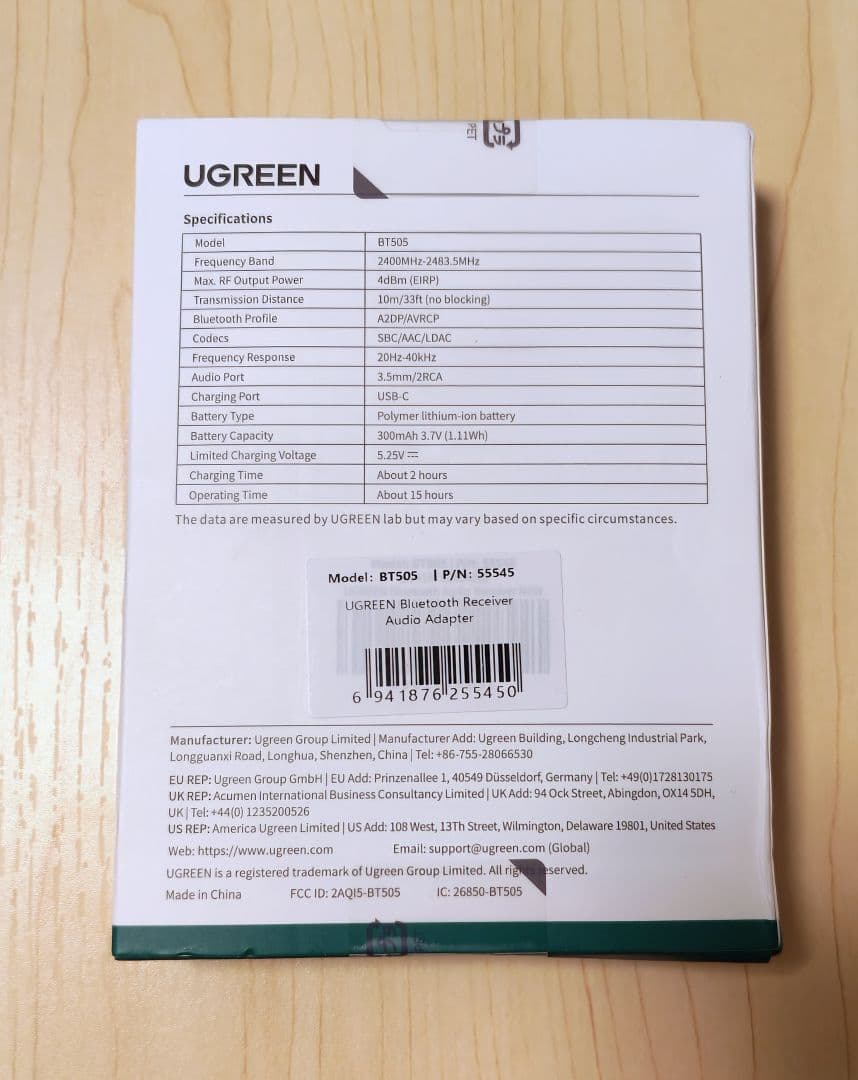 PET
プラ
UGREEN
Specifications
Model BT505
Frequency Band 2400MHz-2483.5MHz
Max. RF Output Power 4dBm (EIRP)
Transmission Distance 10m/33ft (no blocking)
Bluetooth Profile A2DP/AVRCP
Codecs SBC/AAC/LDAC
Frequency Response 20Hz-40kHz
Audio Port 3.5mm/2RCA
Charging Port USB-C
Battery Type Polymer lithium-ion battery
Battery Capacity 300mAh 3.7V (1.11Wh)
Limited Charging Voltage 5.25V⎓
Charging Time About 2 hours
Operating Time About 15 hours
The data are measured by UGREEN lab but may vary based on specific circumstances.
Model: BT505 | P/N: 55545
UGREEN Bluetooth Receiver
Audio Adapter
6 941876 255450
Manufacturer: Ugreen Group Limited | Manufacturer Add: Ugreen Building, Longcheng Industrial Park,
Longguanxi Road, Longhua, Shenzhen, China | Tel: +86-755-28066530
EU REP: Ugreen Group GmbH | EU Add: Prinzenallee 1, 40549 Düsseldorf, Germany | Tel: +49(0)1728130175
UK REP: Acumen International Business Consultancy Limited | UK Add: 94 Ock Street, Abingdon, OX14 5DH,
UK | Tel: +44(0) 1235200526
US REP: America Ugreen Limited | US Add: 108 West, 13Th Street, Wilmington, Delaware 19801, United States
Web: https://www.ugreen.com Email: support@ugreen.com (Global)
UGREEN is a registered trademark of Ugreen Group Limited. All rights reserved.
Made in China FCC ID: 2AQI5-BT505 IC: 26850-BT505